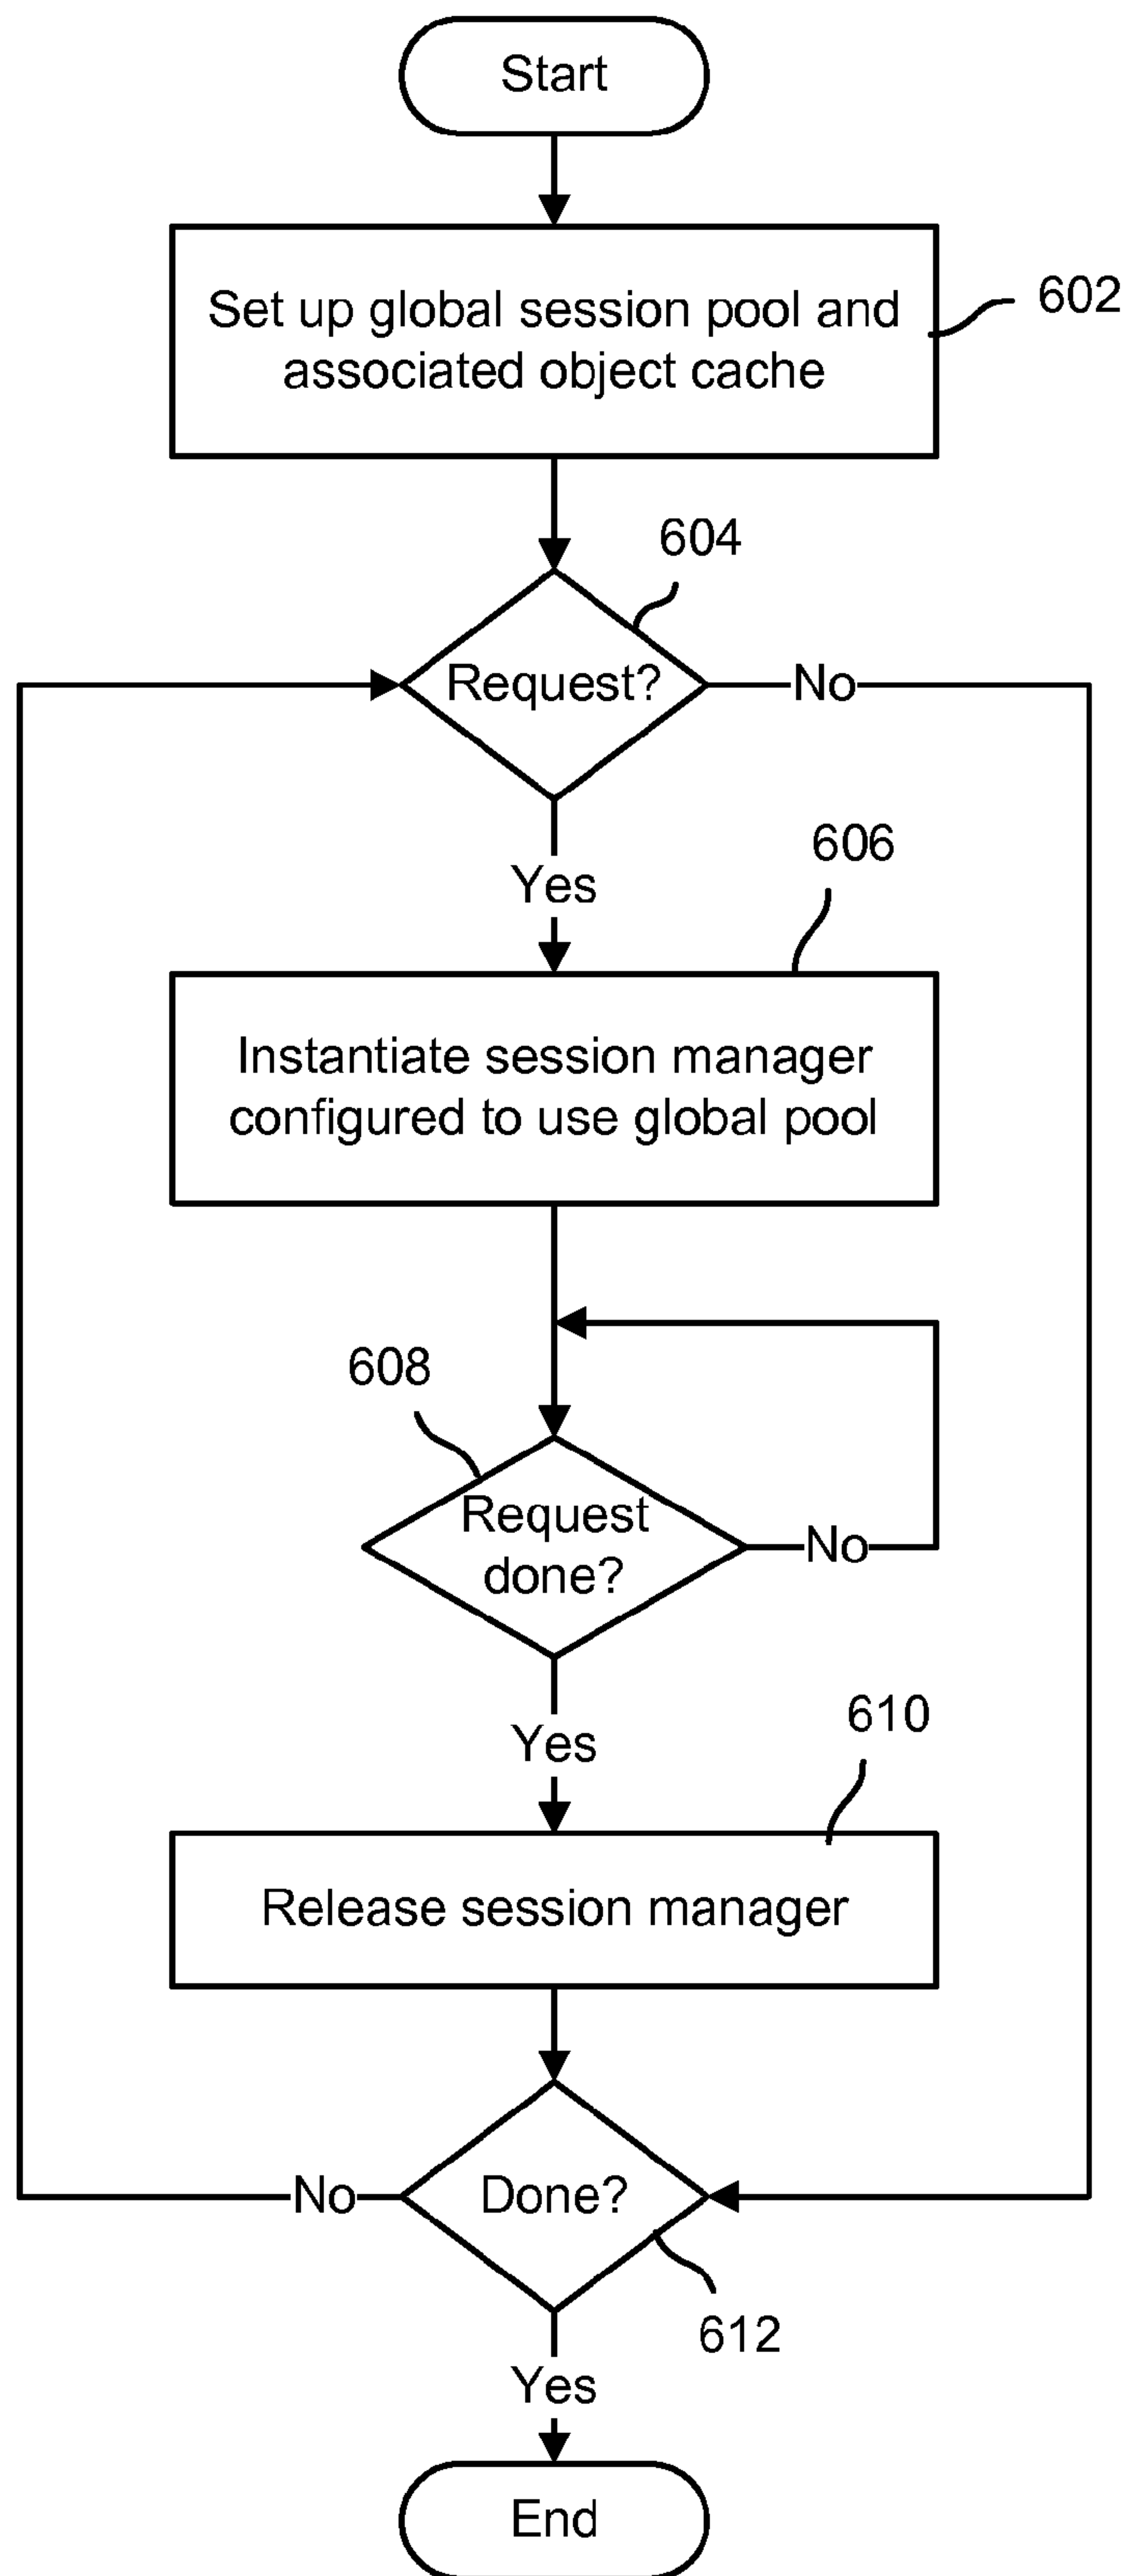 Start
Set up global session pool and
associated object cache
602
604
Request?
No
Yes
606
Instantiate session manager
configured to use global pool
608
Request
done?
No
Yes
610
Release session manager
No
Done?
612
Yes
End